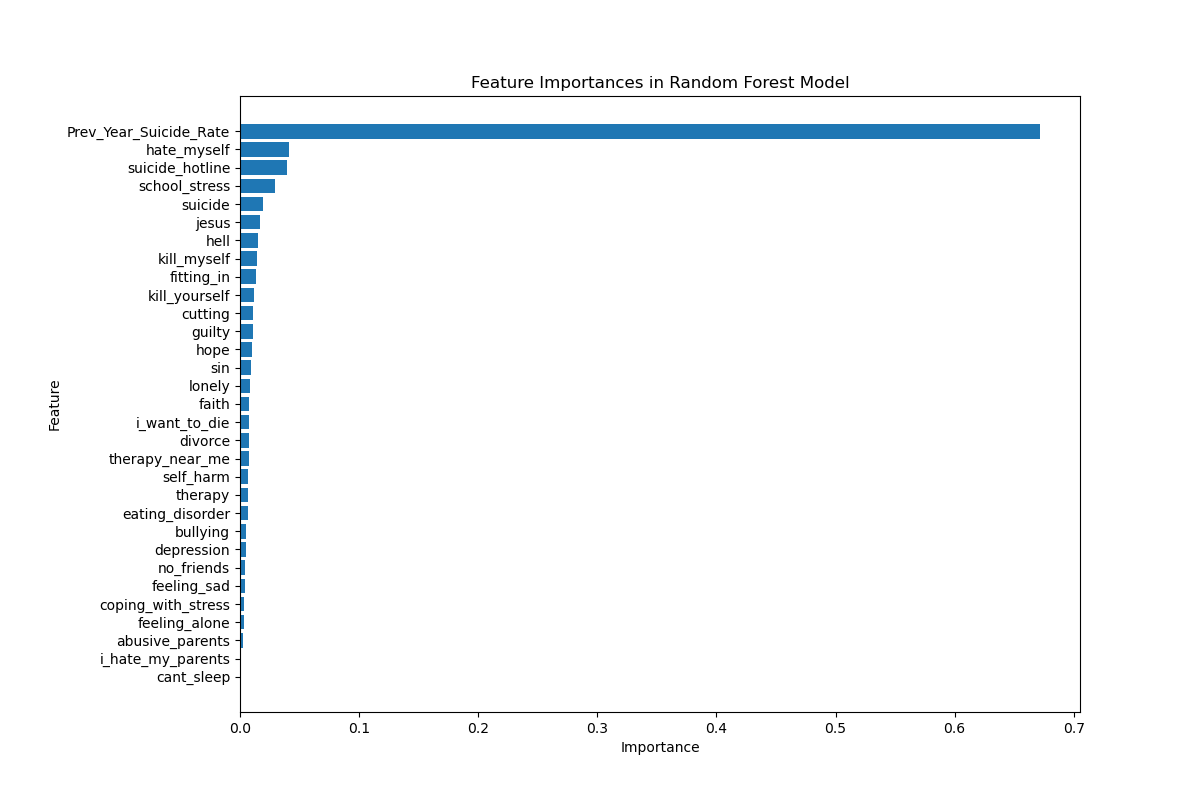 Feature Importances in Random Forest Model
Prev_Year_Suicide_Rate
hate_myself
suicide_hotline
school_stress
suicide
jesus
hell
kill_myself
fitting_in
kill_yourself
cutting
guilty
hope
sin
lonely
faith
i_want_to_die
divorce
therapy_near_me
self_harm
therapy
eating_disorder
bullying
depression
no_friends
feeling_sad
coping_with_stress
feeling_alone
abusive_parents
i_hate_my_parents
cant_sleep
Feature
0.0 0.1 0.2 0.3 0.4 0.5 0.6 0.7
Importance